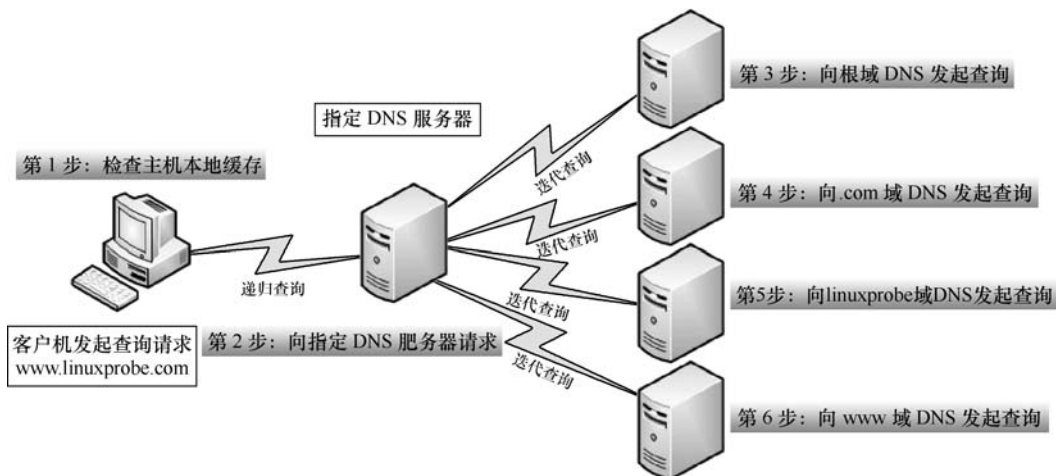 指定 DNS 服务器
第 1 步:检查主机本地缓存
递归查询
客户机发起查询请求
www.linuxprobe.com
第 2 步:向指定 DNS 肥务器请求
迭代查询
第 3 步:向根域 DNS 发起查询
迭代查询
第 4 步:向.com 域 DNS 发起查询
迭代查询
第5步:向linuxprobe域DNS发起查询
迭代查询
第 6 步:向 www 域 DNS 发起查询